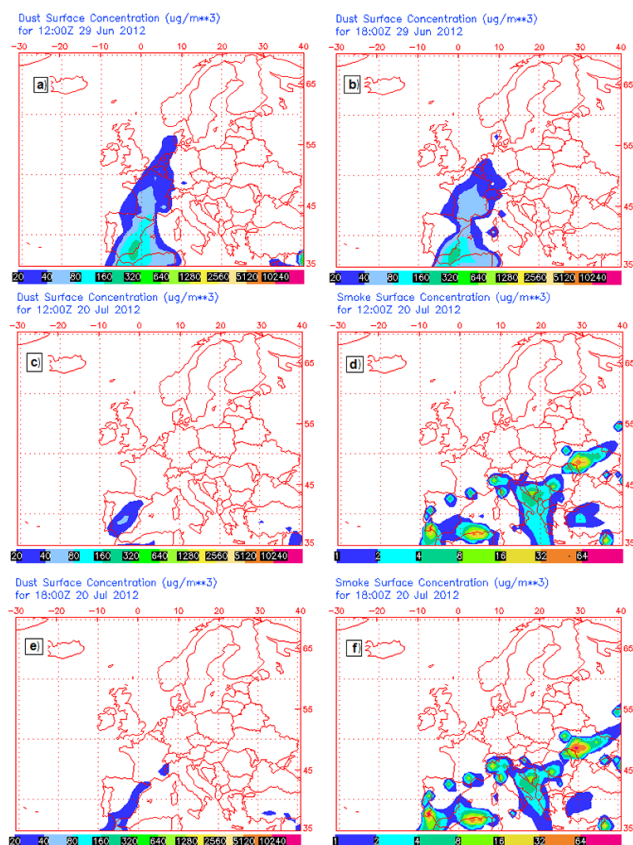 Dust Surface Concentration (ug/m**3)
for 12:00Z 29 Jun 2012
-30 -20 -10 0 10 20 30 40
a)
65
55
45
35
20 40 80 160 320 640 1280 2560 5120 10240
Dust Surface Concentration (ug/m**3)
for 18:00Z 29 Jun 2012
-30 -20 -10 0 10 20 30 40
b)
65
55
45
35
20 40 80 160 320 640 1280 2560 5120 10240
Dust Surface Concentration (ug/m**3)
for 12:00Z 20 Jul 2012
-30 -20 -10 0 10 20 30 40
c)
65
55
45
35
20 40 80 160 320 640 1280 2560 5120 10240
Smoke Surface Concentration (ug/m**3)
for 12:00Z 20 Jul 2012
-30 -20 -10 0 10 20 30 40
d)
65
55
45
35
1 2 4 8 16 32 64
Dust Surface Concentration (ug/m**3)
for 18:00Z 20 Jul 2012
-30 -20 -10 0 10 20 30 40
e)
65
55
45
35
20 40 80 160 320 640 1280 2560 5120 10240
Smoke Surface Concentration (ug/m**3)
for 18:00Z 20 Jul 2012
-30 -20 -10 0 10 20 30 40
f)
65
55
45
35
1 2 4 8 16 32 64